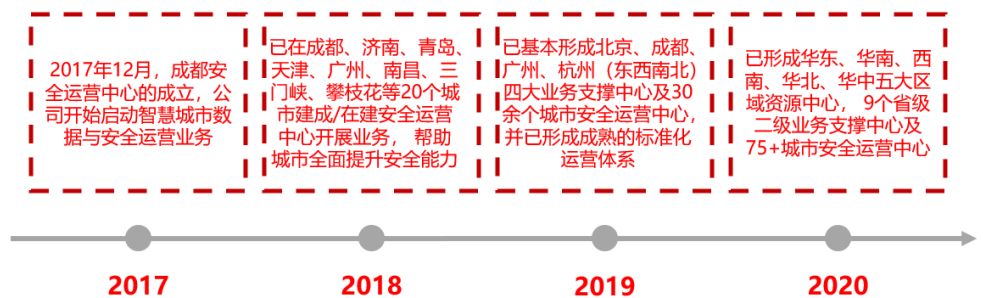 2017年12月，成都安
全运营中心的成立，公
司开始启动智慧城市数
据与安全运营业务
已在成都、济南、青岛、
天津、广州、南昌、三
门峡、攀枝花等20个城
市建成/在建安全运营
中心开展业务， 帮助
城市全面提升安全能力
已基本形成北京、成都、
广州、杭州（东西南北）
四大业务支撑中心及30
余个城市安全运营中心，
并已形成成熟的标准化
运营体系
已形成华东、华南、西
南、华北、华中五大区
域资源中心， 9个省级
二级业务支撑中心及
75+城市安全运营中心
2017
2018
2019
2020